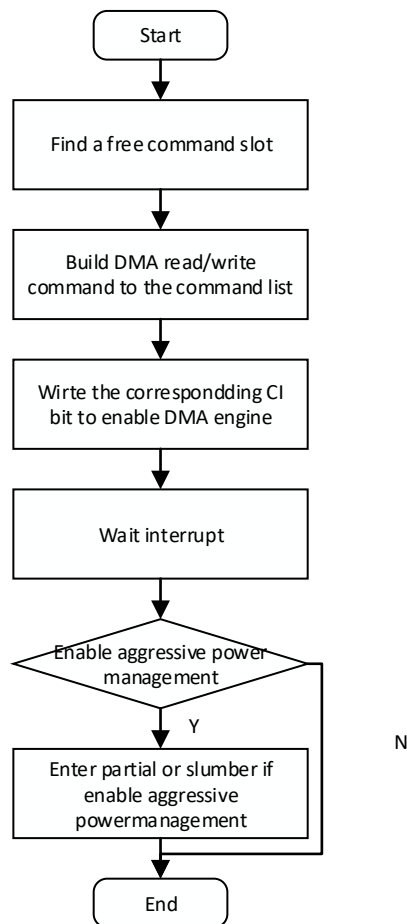 Start
Find a free command slot
Build DMA read/write
command to the command list
Wirte the correspondding CI
bit to enable DMA engine
Wait interrupt
Enable aggressive power
management
Y
N
Enter partial or slumber if
enable aggressive
powermanagement
End